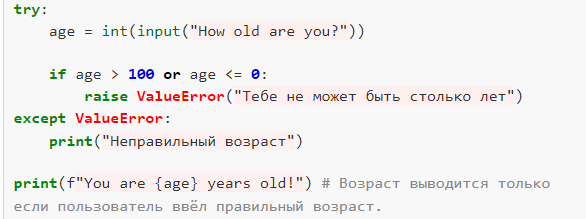 try:
    age = int(input("How old are you?"))

    if age > 100 or age <= 0:
        raise ValueError("Тебе не может быть столько лет")
except ValueError:
    print("Неправильный возраст")

print(f"You are {age} years old!") # Возраст выводится только
если пользователь ввёл правильный возраст.